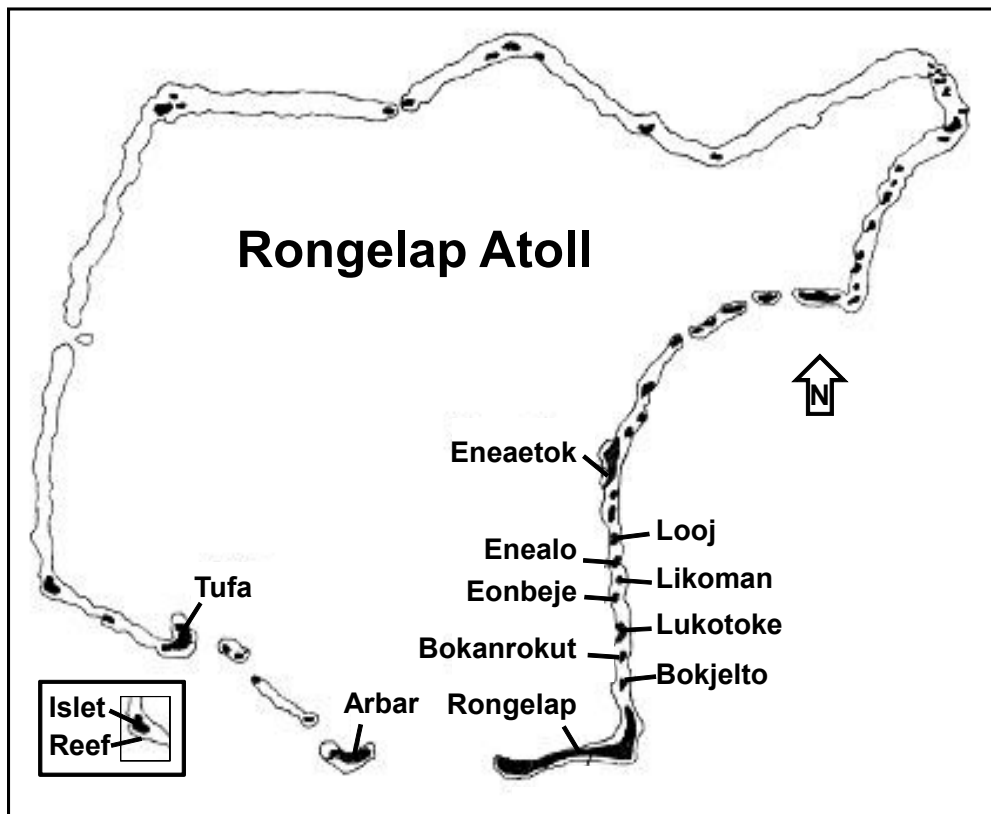 Rongelap Atoll
N
Eneaetok
Looj
Enealo
Likoman
Tufa
Eonbeje
Lukotoke
Bokanrokut
Bokjelto
Arbar
Rongelap
Islet
Reef